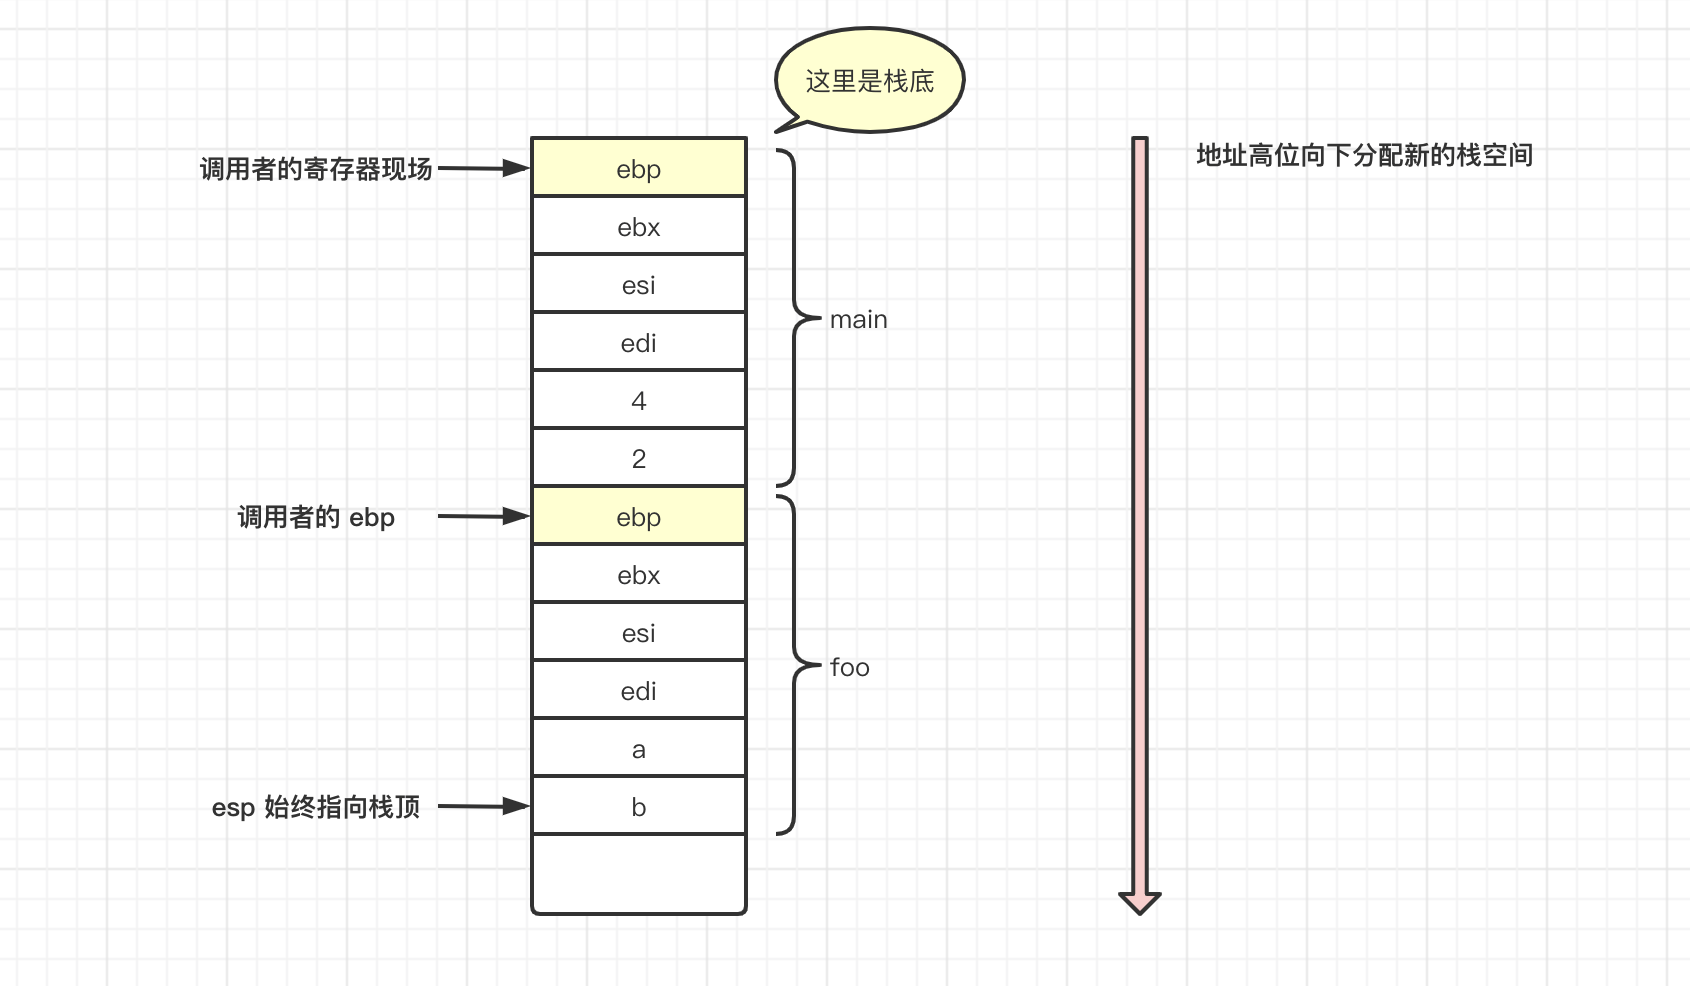 这里是栈底
地址高位向下分配新的栈空间
调用者的寄存器现场
ebp
ebx
esi
edi
4
2
main
调用者的 ebp
ebp
ebx
esi
edi
a
b
foo
esp 始终指向栈顶